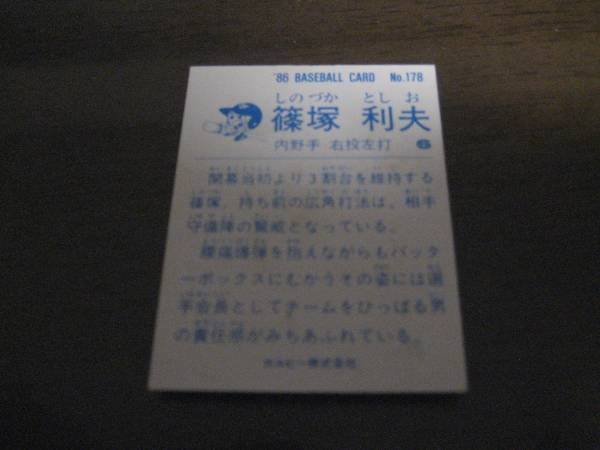 '86 BASEBALL CARD No.178
しのづか としお
篠塚 利夫
内野手 右投左打 6
開幕当初より3割台を維持する
篠塚。持ち前の広角打法は、相手
守備陣の驚威となっている。
腰痛爆弾を抱えながらもバッタ
ーボックスにむかうその姿には選
手会長としてチームをひっぱる男
の責任感がみちあふれている。
カルビー株式会社